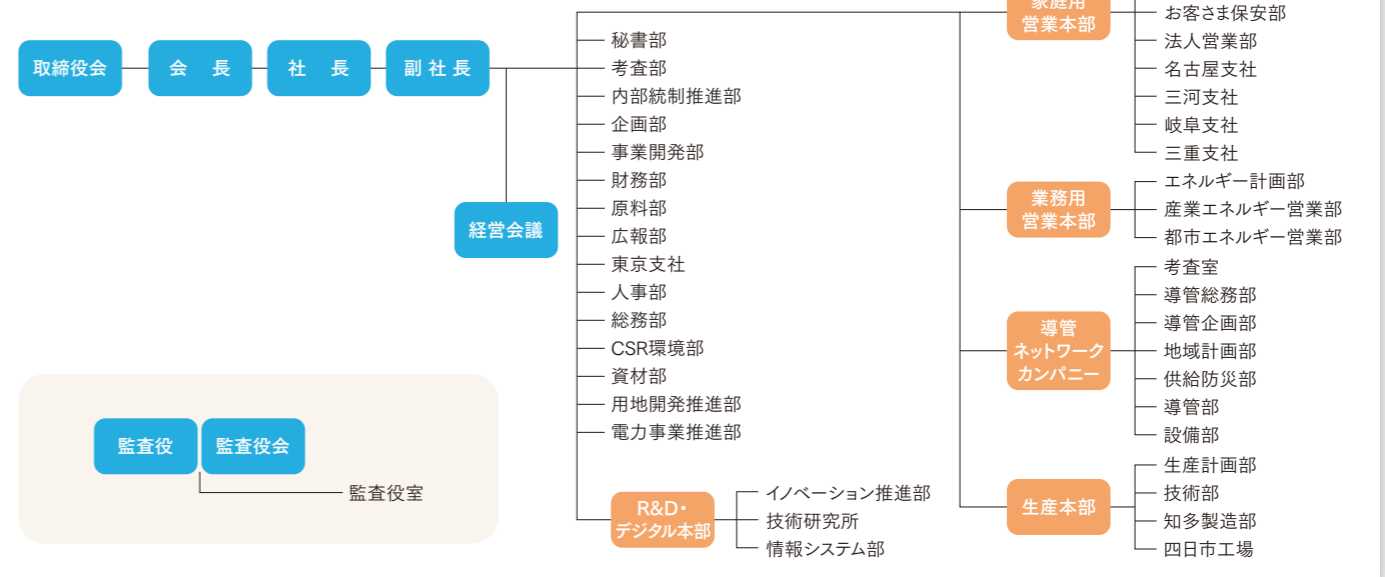 取締役会
会 長
社 長
副 社 長
経営会議
秘書部
考査部
内部統制推進部
企画部
事業開発部
財務部
原料部
広報部
東京支社
人事部
総務部
CSR環境部
資材部
用地開発推進部
電力事業推進部
R&D・
デジタル本部
イノベーション推進部
技術研究所
情報システム部
家庭用
営業本部
お客さま保安部
法人営業部
名古屋支社
三河支社
岐阜支社
三重支社
業務用
営業本部
エネルギー計画部
産業エネルギー営業部
都市エネルギー営業部
導管
ネットワーク
カンパニー
考査室
導管総務部
導管企画部
地域計画部
供給防災部
導管部
設備部
生産本部
生産計画部
技術部
知多製造部
四日市工場
監査役
監査役会
監査役室